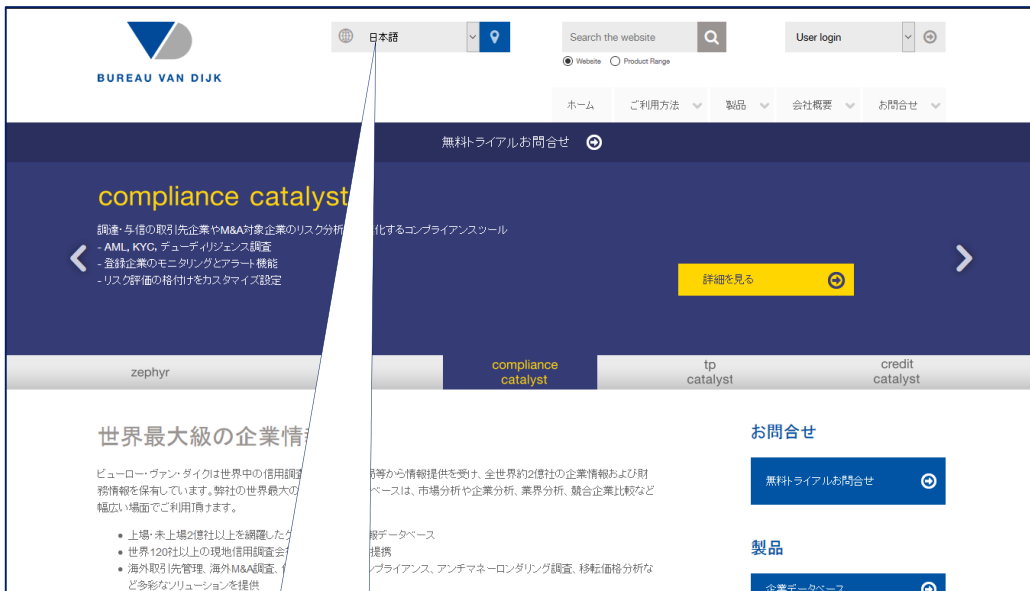 日本語
Search the website
User login
Website
Product Range
BUREAU VAN DIJK
ホーム
ご利用方法
製品
会社概要
お問合せ
無料トライアルお問合せ
compliance catalyst
調達・与信の取引先企業やM&A対象企業のリスク分析 化するコンプライアンスツール
- AML, KYC, デューディリジェンス調査
- 登録企業のモニタリングとアラート機能
- リスク評価の格付けをカスタマイズ設定
詳細を見る
zephyr
compliance
catalyst
tp
catalyst
credit
catalyst
世界最大級の企業情
ビューロー・ヴァン・ダイクは世界中の信用調 等から情報提供を受け、全世界約2億社の企業情報および財
務情報を保有しています。弊社の世界最大の ベースは、市場分析や企業分析、業界分析、競合企業比較など
幅広い場面でご利用頂けます。
• 上場・未上場2億社以上を網羅した 報データベース
• 世界120社以上の現地信用調査会 提携
• 海外取引先管理、海外M&A調査、 ンプライアンス、アンチマネーロンダリング調査、移転価格分析な
ど多彩なソリューションを提供
お問合せ
無料トライアルお問合せ
製品
企業データベース